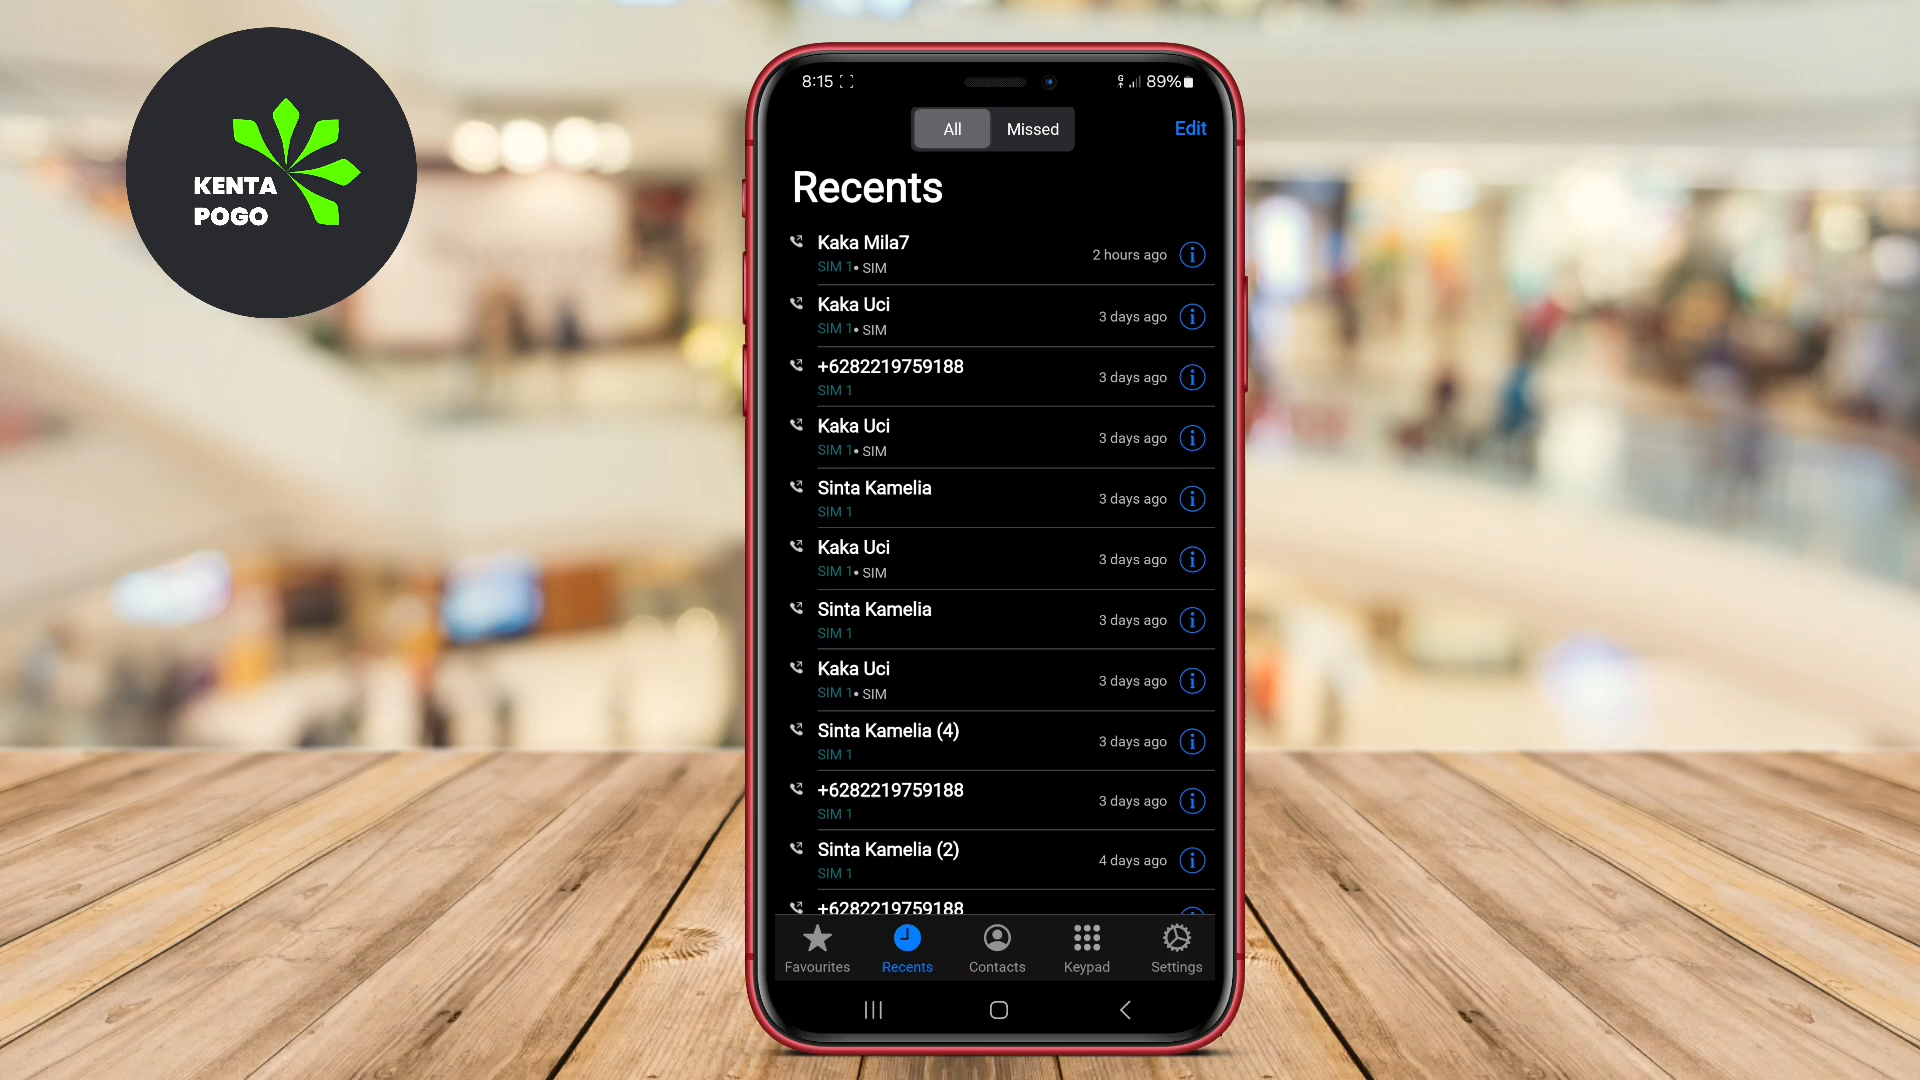 KENTA
POGO
8:15
89%
All Missed Edit
Recents
Kaka Mila7
SIM 1• SIM
2 hours ago
Kaka Uci
SIM 1• SIM
3 days ago
+6282219759188
SIM 1
3 days ago
Kaka Uci
SIM 1• SIM
3 days ago
Sinta Kamelia
SIM 1
3 days ago
Kaka Uci
SIM 1• SIM
3 days ago
Sinta Kamelia
SIM 1
3 days ago
Kaka Uci
SIM 1• SIM
3 days ago
Sinta Kamelia (4)
SIM 1
3 days ago
+6282219759188
SIM 1
3 days ago
Sinta Kamelia (2)
SIM 1
4 days ago
+6282219759188
Favourites Recents Contacts Keypad Settings